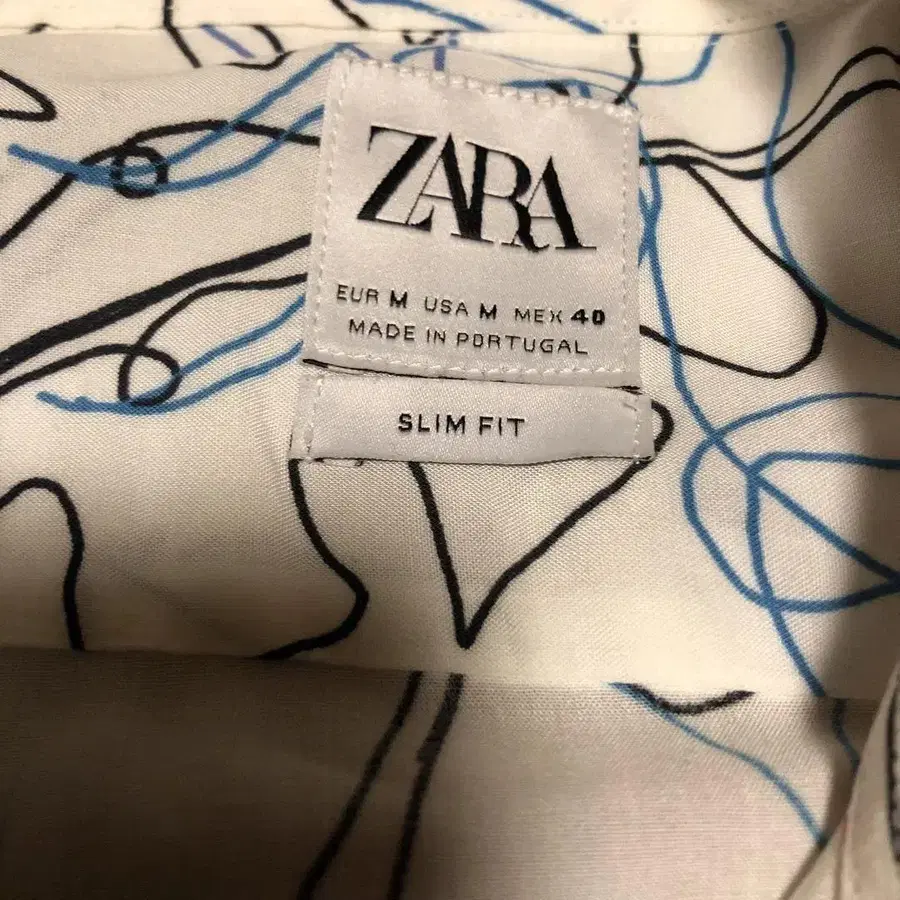 ZARA
EUR M USA M MEX 40
MADE IN PORTUGAL
SLIM FIT